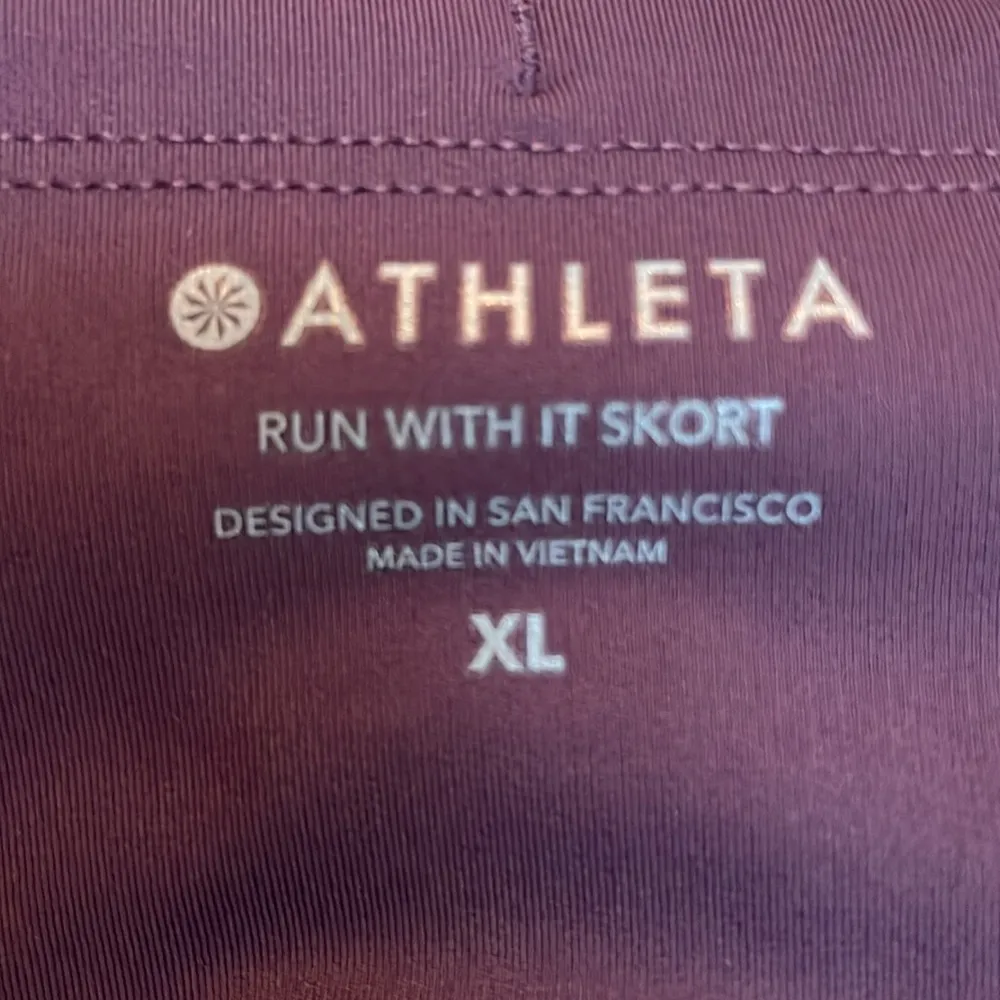 ATHLETA
RUN WITH IT SKORT
DESIGNED IN SAN FRANCISCO
MADE IN VIETNAM
XL